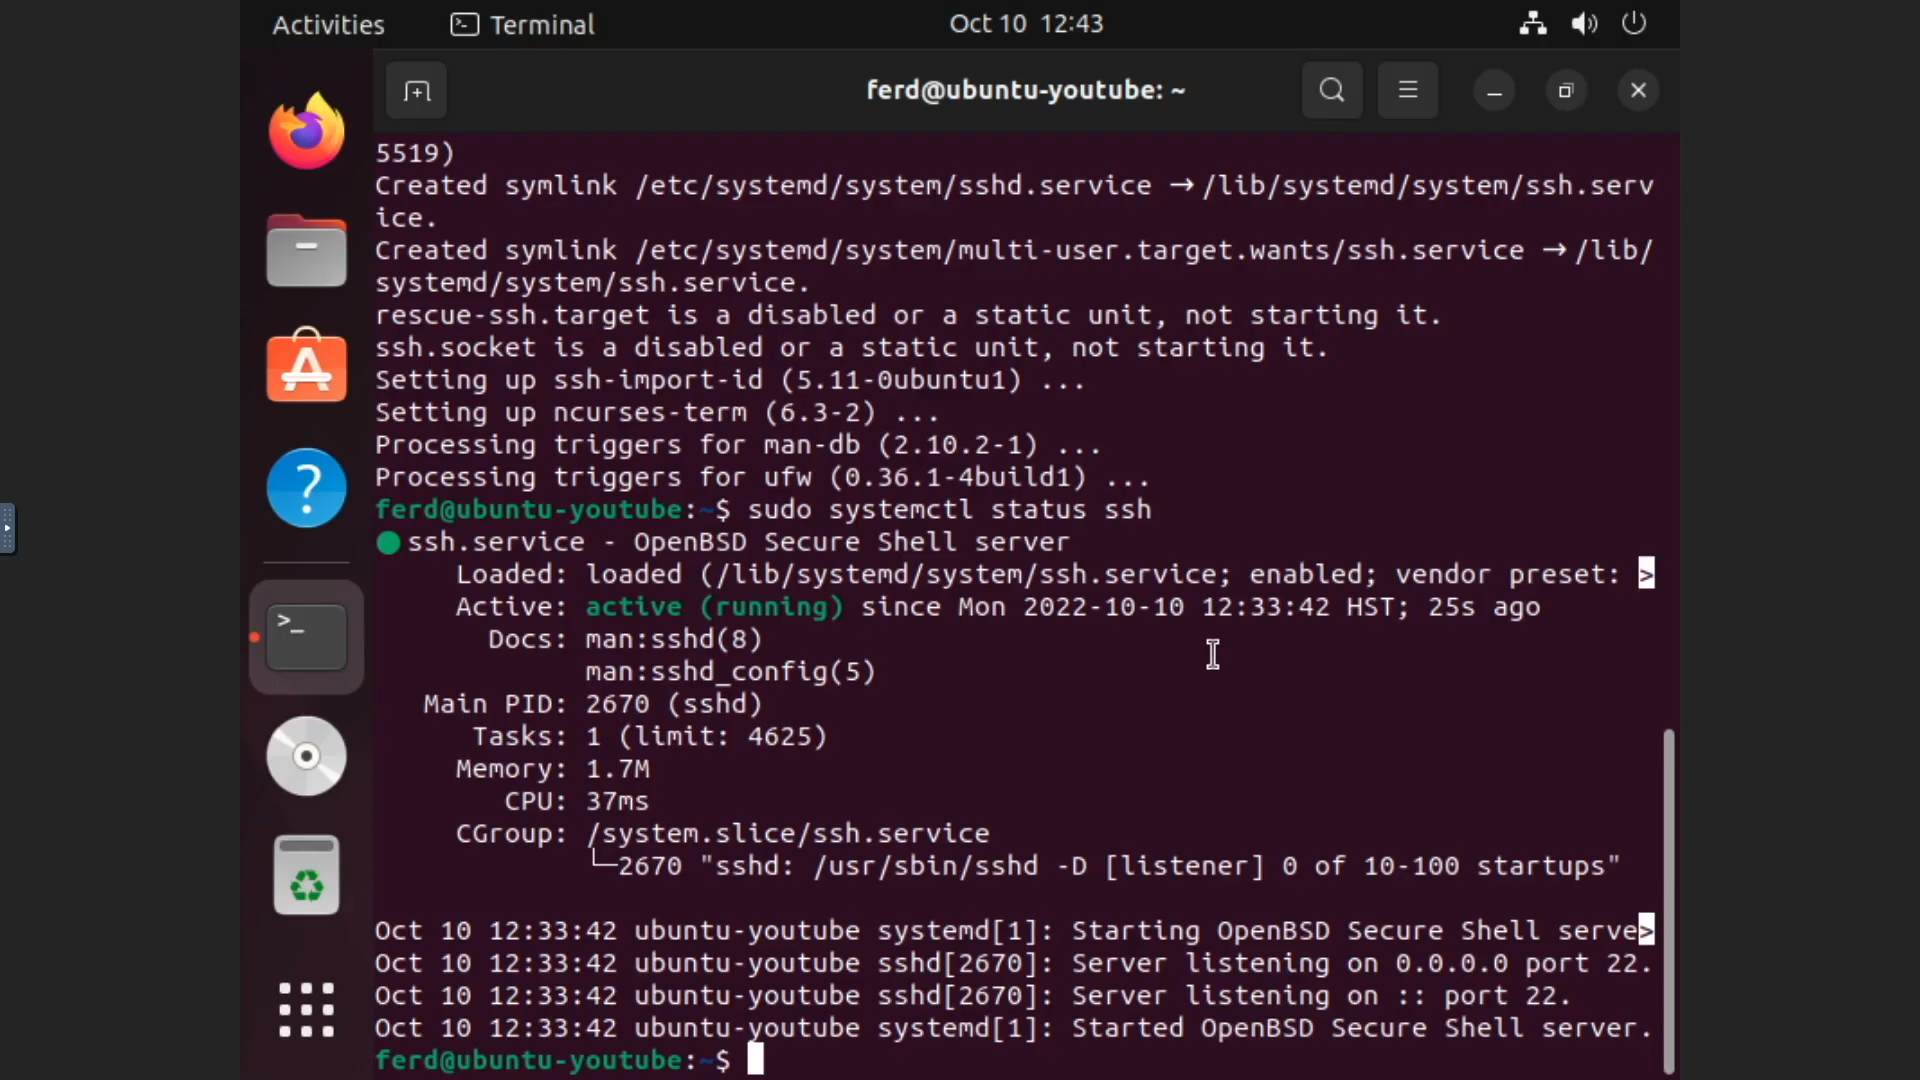 Activities Terminal Oct 10 12:43
ferd@ubuntu-youtube: ~
5519)
Created symlink /etc/systemd/system/sshd.service → /lib/systemd/system/ssh.serv
ice.
Created symlink /etc/systemd/system/multi-user.target.wants/ssh.service → /lib/
systemd/system/ssh.service.
rescue-ssh.target is a disabled or a static unit, not starting it.
ssh.socket is a disabled or a static unit, not starting it.
Setting up ssh-import-id (5.11-0ubuntu1) ...
Setting up ncurses-term (6.3-2) ...
Processing triggers for man-db (2.10.2-1) ...
Processing triggers for ufw (0.36.1-4build1) ...
ferd@ubuntu-youtube:~$ sudo systemctl status ssh
● ssh.service - OpenBSD Secure Shell server
Loaded: loaded (/lib/systemd/system/ssh.service; enabled; vendor preset: >
Active: active (running) since Mon 2022-10-10 12:33:42 HST; 25s ago
Docs: man:sshd(8)
man:sshd_config(5)
Main PID: 2670 (sshd)
Tasks: 1 (limit: 4625)
Memory: 1.7M
CPU: 37ms
CGroup: /system.slice/ssh.service
└─2670 "sshd: /usr/sbin/sshd -D [listener] 0 of 10-100 startups"
Oct 10 12:33:42 ubuntu-youtube systemd[1]: Starting OpenBSD Secure Shell serve>
Oct 10 12:33:42 ubuntu-youtube sshd[2670]: Server listening on 0.0.0.0 port 22.
Oct 10 12:33:42 ubuntu-youtube sshd[2670]: Server listening on :: port 22.
Oct 10 12:33:42 ubuntu-youtube systemd[1]: Started OpenBSD Secure Shell server.
ferd@ubuntu-youtube:~$